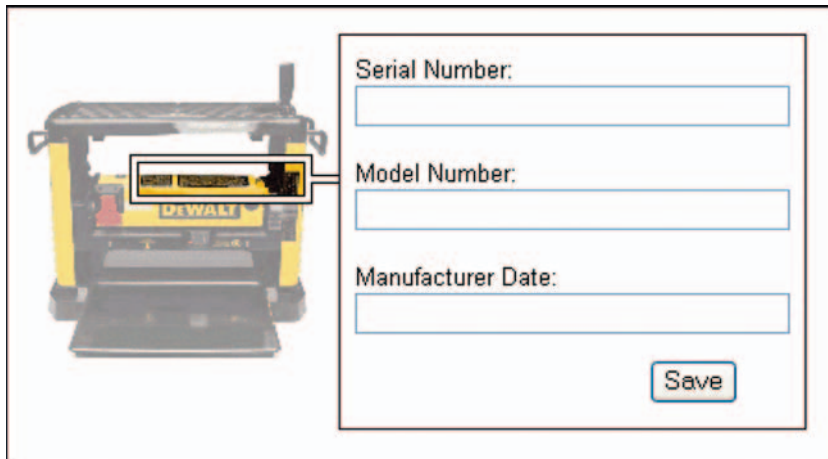 Serial Number:
Model Number:
DEWALT
Manufacturer Date:
Save